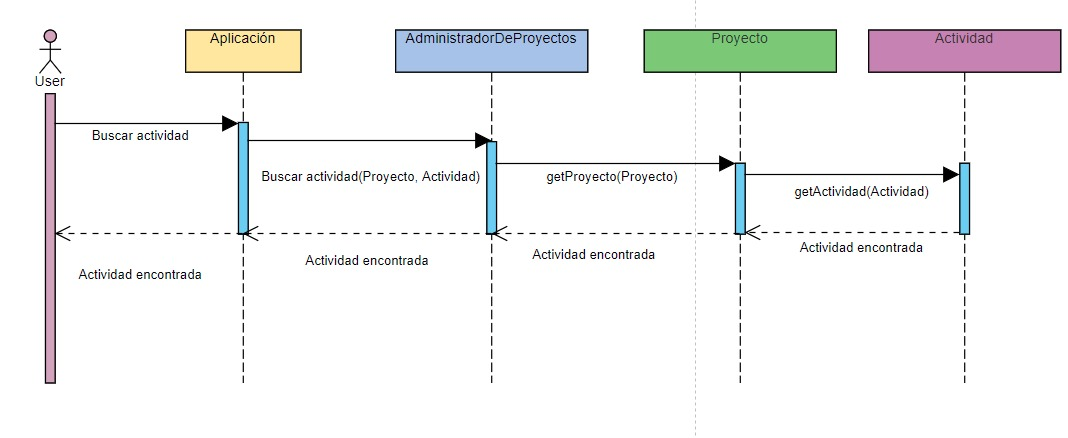 Aplicación
AdministradorDeProyectos
Proyecto
Actividad
User
Buscar actividad
Buscar actividad(Proyecto, Actividad)
getProyecto(Proyecto)
getActividad(Actividad)
Actividad encontrada
Actividad encontrada
Actividad encontrada
Actividad encontrada